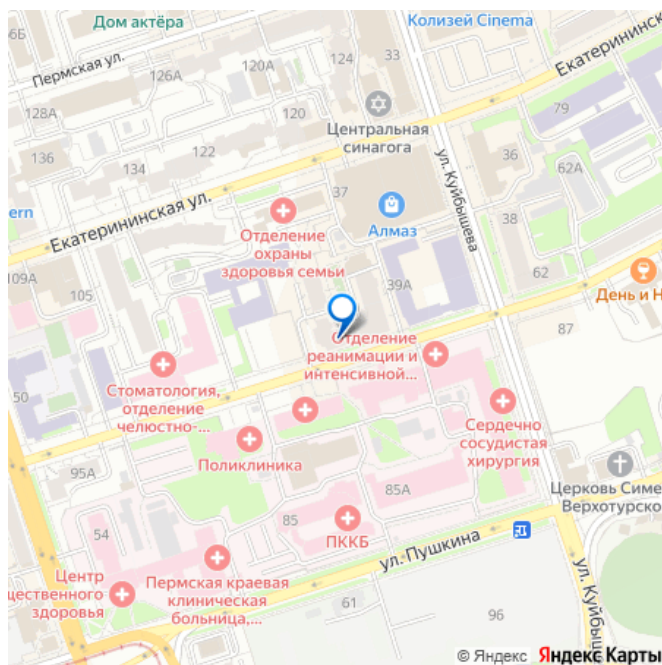 Дом актёра
Колизей Cinema
Пермская ул.
126А
120А
124
33
Екатерининская
128А
120
79
Центральная
синагога
ул. Куйбышева
36
136
134
122
62А
ern
Екатерининская ул.
37
Алмаз
38
Отделение
охраны
здоровья семьи
109А
105
39А
62
День и Н
87
Отделение
реанимации и
интенсивной...
50
Стоматология,
отделение
челюстно-...
Сердечно
сосудистая
хирургия
Поликлиника
95А
85А
Церковь Симе
Верхотурско
54
85
ПККБ
ул. Пушкина
Центр
щественного
здоровья
Пермская краевая
клиническая
больница,...
61
96
ул. Куйбыш
© Яндекс Яндекс Карты